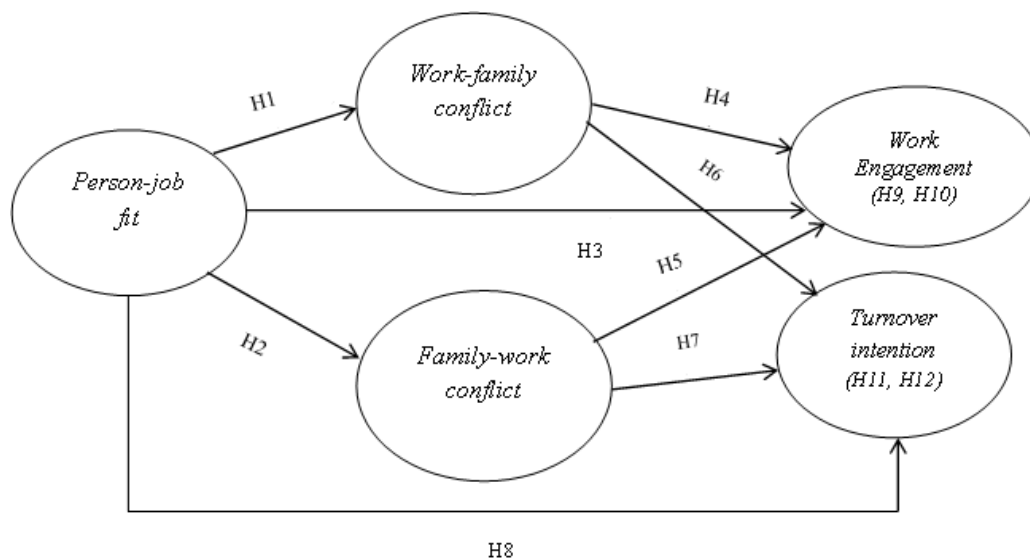 Work-family
conflict
H1
H4
Work
Engagement
(H9, H10)
Person-job
fit
H6
H3
H5
H2
Family-work
conflict
H7
Turnover
intention
(H11, H12)
H8